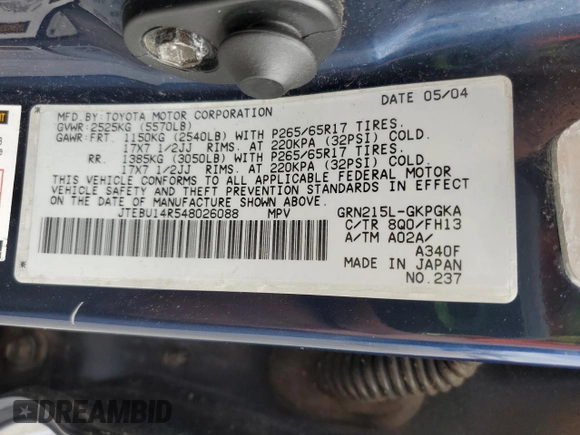 MFD.BY:TOYOTA MOTOR CORPORATION DATE 05/04
GVWR:2525KG (5570LB)
GAWR:FRT. 1150KG (2540LB) WITH P265/65R17 TIRES.
17X7 1/2JJ RIMS. AT 220KPA (32PSI) COLD.
RR. 1385KG (3050LB) WITH P265/65R17 TIRES.
17X7 1/2JJ RIMS. AT 220KPA (32PSI) COLD.
THIS VEHICLE CONFORMS TO ALL APPLICABLE FEDERAL MOTOR
VEHICLE SAFETY AND THEFT PREVENTION STANDARDS IN EFFECT
ON THE DATE OF MANUFACTURE SHOWN ABOVE.
JTEBU14R548026088 MPV GRN215L-GKPGKA
C/TR 8Q0/FH13
A/TM A02A/
A340F
MADE IN JAPAN
NO.237
DREAMBID